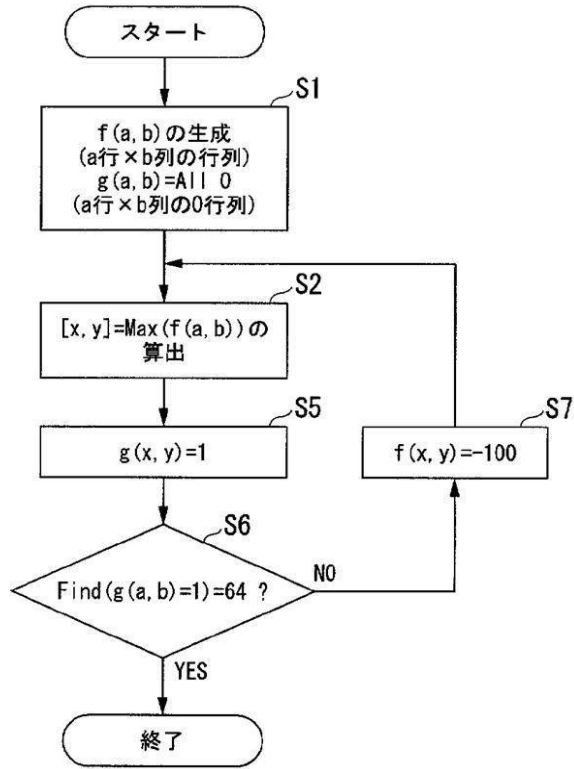 スタート
S1
f(a,b)の生成
(a行×b列の行列)
g(a,b)=All 0
(a行×b列の0行列)
S2
[x,y]=Max(f(a,b))の
算出
S5
g(x,y)=1
S7
f(x,y)=-100
S6
Find(g(a,b)=1)=64 ?
NO
YES
終了